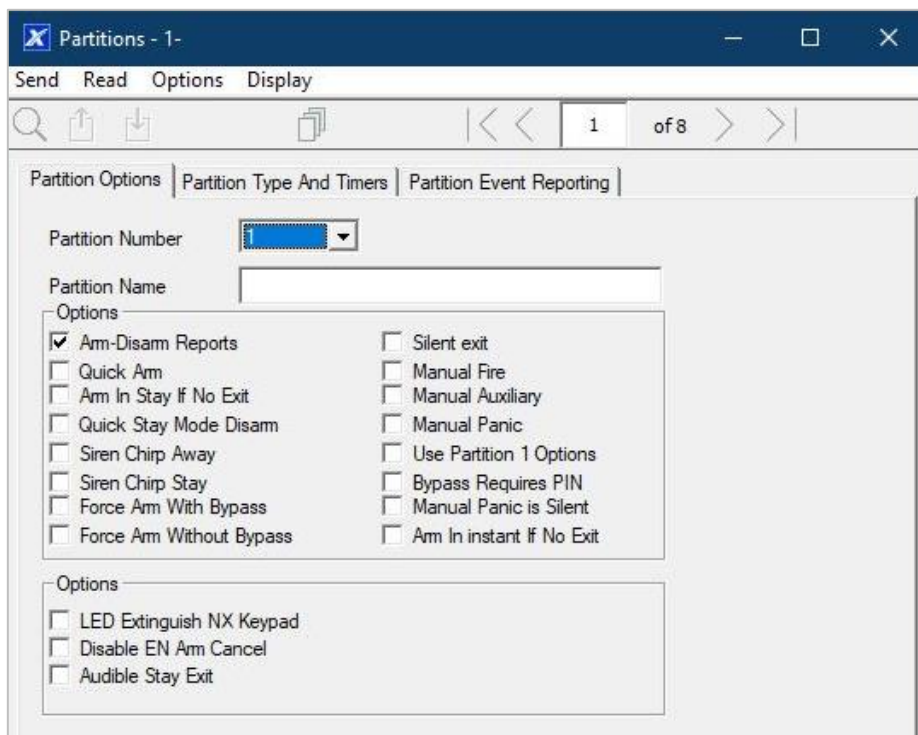 Partitions - 1-
Send Read Options Display
1 of 8
Partition Options Partition Type And Timers Partition Event Reporting
Partition Number 1
Partition Name
Options
Arm-Disarm Reports Silent exit
Quick Arm Manual Fire
Arm In Stay If No Exit Manual Auxiliary
Quick Stay Mode Disarm Manual Panic
Siren Chirp Away Use Partition 1 Options
Siren Chirp Stay Bypass Requires PIN
Force Arm With Bypass Manual Panic is Silent
Force Arm Without Bypass Arm In instant If No Exit
Options
LED Extinguish NX Keypad
Disable EN Arm Cancel
Audible Stay Exit